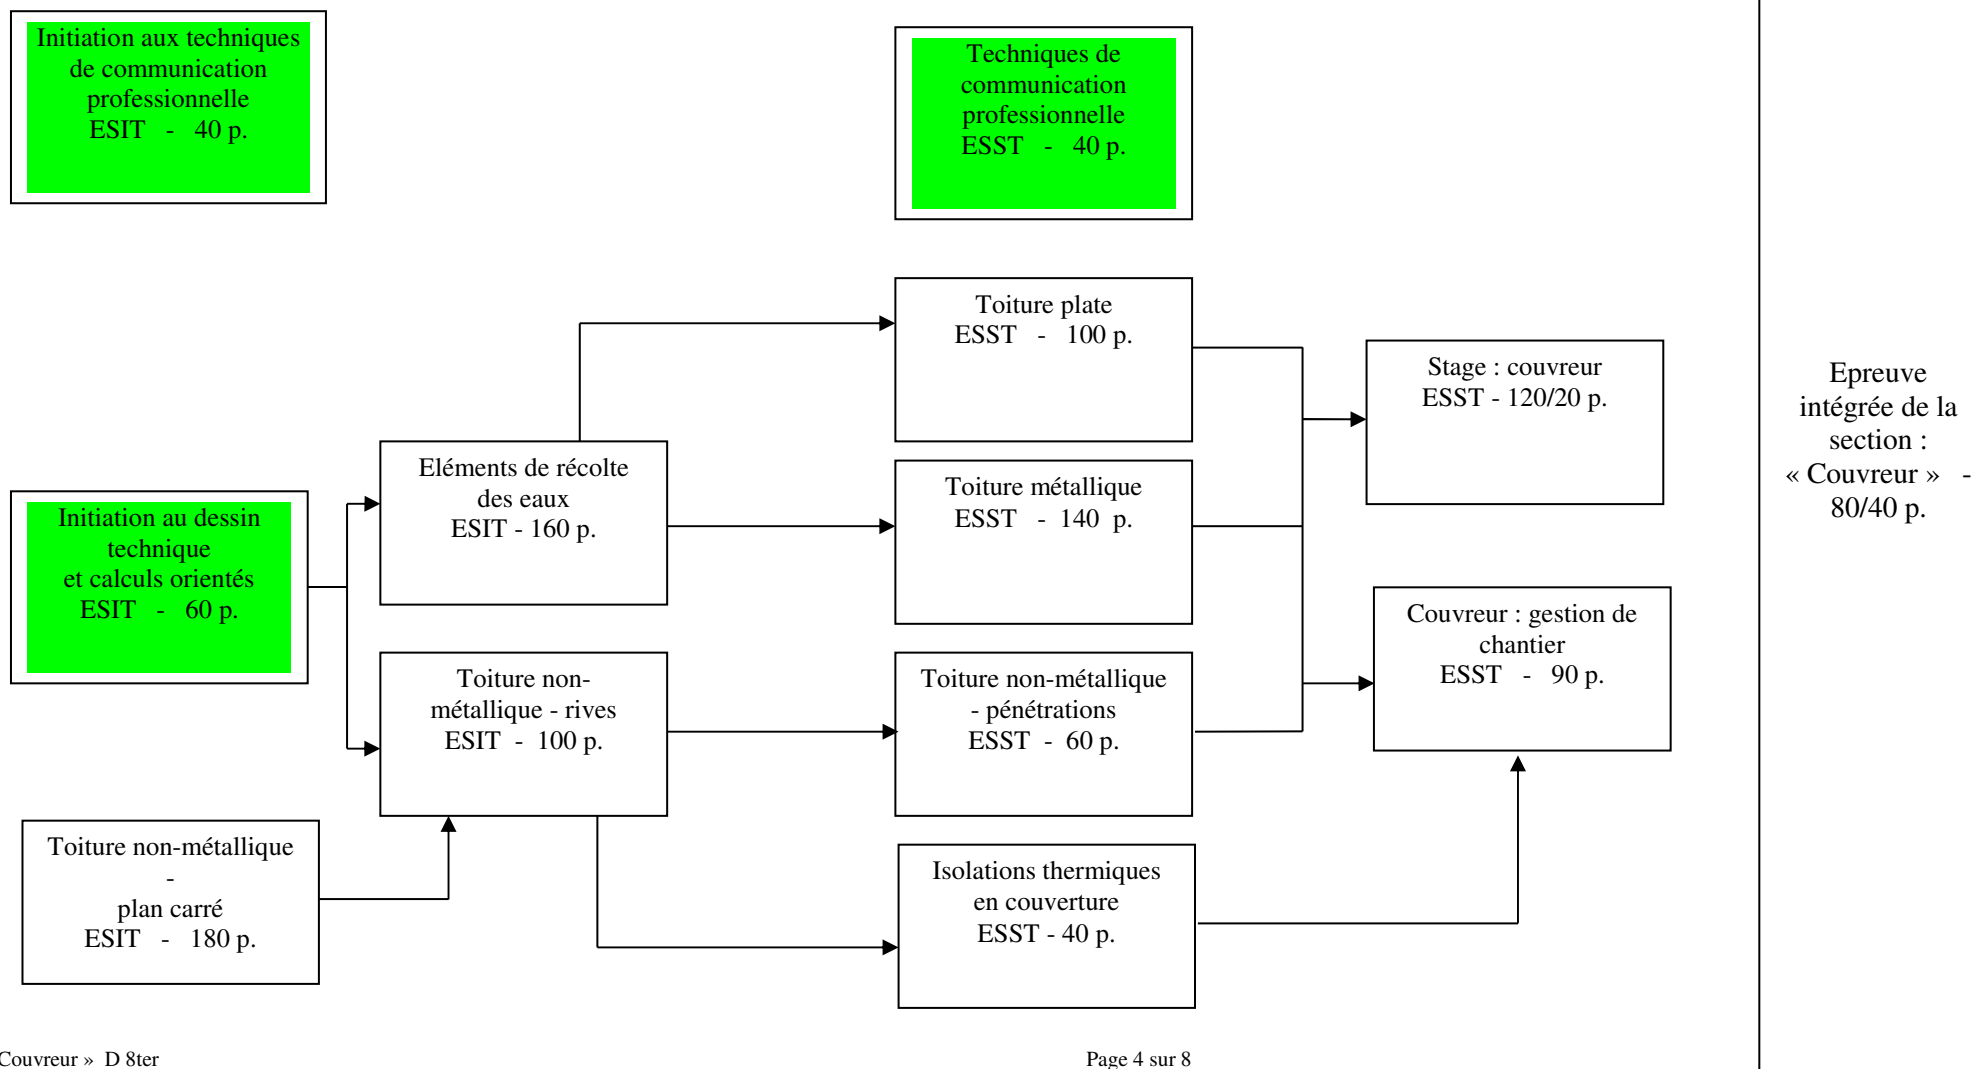 Initiation aux techniques
de communication
professionnelle
ESIT - 40 p.
Techniques de
communication
professionnelle
ESST - 40 p.
Toiture plate
ESST - 100 p.
Stage : couvreur
ESST - 120/20 p.
Epreuve
intégrée de la
section :
« Couvreur » -
80/40 p.
Eléments de récolte
des eaux
ESIT - 160 p.
Toiture métallique
ESST - 140 p.
Initiation au dessin
technique
et calculs orientés
ESIT - 60 p.
Couvreur : gestion de
chantier
ESST - 90 p.
Toiture non-
métallique - rives
ESIT - 100 p.
Toiture non-métallique
- pénétrations
ESST - 60 p.
Toiture non-métallique
-
plan carré
ESIT - 180 p.
Isolations thermiques
en couverture
ESST - 40 p.
Couvreur » D 8ter
Page 4 sur 8